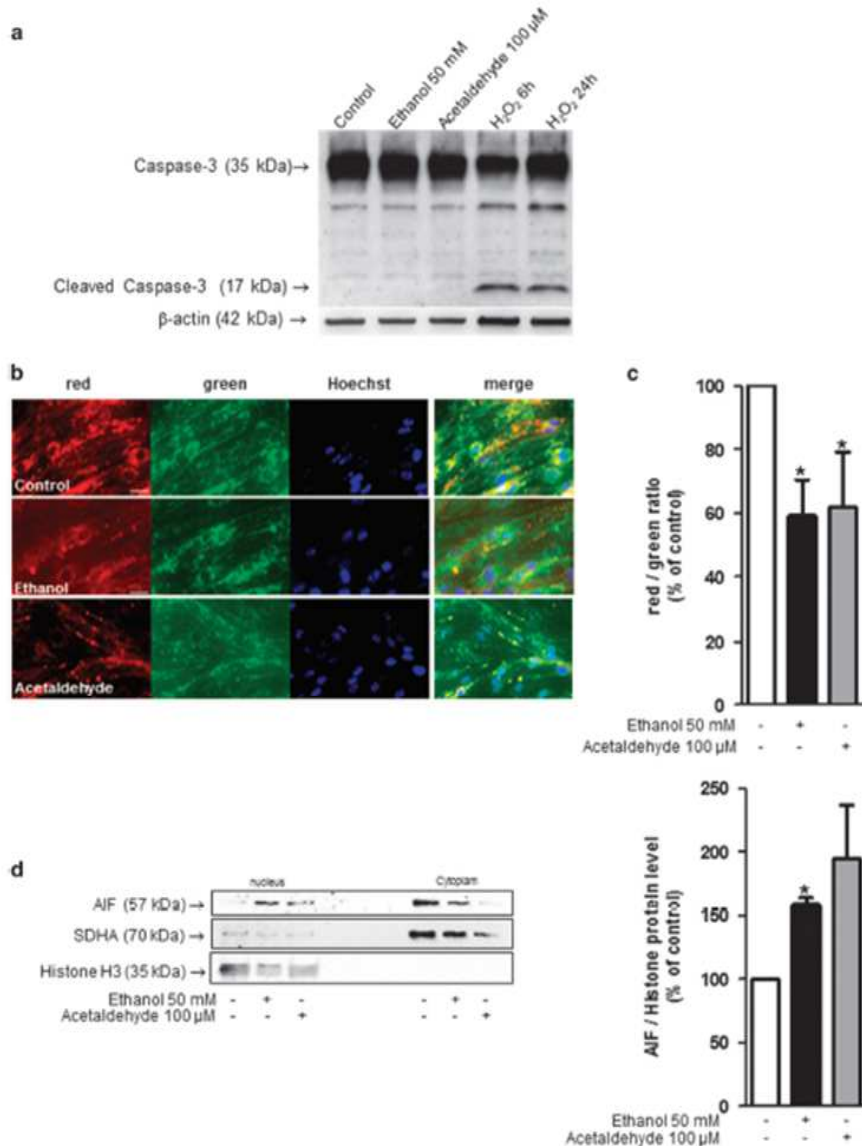 a
Control
Ethanol 50 mM
Acetaldehyde 100 µM
H₂O₂ 6h
H₂O₂ 24h
Caspase-3 (35 kDa)→
Cleaved Caspase-3 (17 kDa)→
β-actin (42 kDa)→
b
red green Hoechst merge
Control
Ethanol
Acetaldehyde
c
100
80
60
40
20
0
red / green ratio
(% of control)
* *
Ethanol 50 mM - + -
Acetaldehyde 100 µM - - +
d
nucleus Cytoplam
AIF (57 kDa)→
SDHA (70 kDa)→
Histone H3 (35 kDa)→
Ethanol 50 mM - + - - + -
Acetaldehyde 100 µM - - + - - +
250
200
150
100
50
0
AIF / Histone protein level
(% of control)
*
Ethanol 50 mM - + -
Acetaldehyde 100 µM - - +